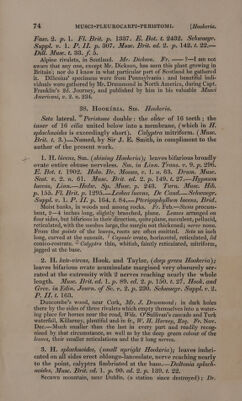 74 MUSCI-PLEUROCARPI-PERISTOMI. [Hookeria.
Fasc. 2. p. 1. Fl. Brit. p. 1337. E. Bot. t. 2432. Schwaegr.
Suppl. v. 1. P. II. p. 307. Musc. Brit. ed. 2. p. 142. t. 22.—
Dill. Musc. t. 33. f. 5.
Alpine rivulets, in Scotland. Mr. Dickson. Fr. —— ?—I am not
aware that any one, except Mr. Dickson, has seen this plant growing in
Britain; nor do I know in what particular part of Scotland he gathered
it. Dillenius' specimens were from Pennsylvania: and beautiful indi-
viduals were gathered by Mr. Drummond in North America, during Capt.
Franklin's 2d. Journey, and published by him in his valuable Musci
Americani, v. 2. n. 234.
38. HOOKÉRIA. Sm. Hookeria.
Seta lateral. Peristome double: the outer of 16 teeth; the
inner of 16 cilia united below into a membrane, (which in H.
splachnoides is exceedingly short). Calyptra mitriform. (Musc.
Brit. t. 3.)—Named, by Sir J. E. Smith, in compliment to the
author of the present work.
1. H. lúcens, Sm. (shining Hookeria); leaves bifarious broadly
ovate entire obtuse nerveless. Sm. in Linn. Trans. v. 9. p. 296.
E. Bot. t. 1902. Hobs. Br. Mosses, v. 1. n. 63. Drum. Musc.
Scot. v. 2. n. 61. Musc. Brit. ed. 2. p. 149. t. 27.—Hypnum
lucens, Linn.—Hedw. Sp. Musc. p. 243. Turn. Musc. Hib.
p. 155. Fl. Brit. p. 1295.—Leskea lucens, De Cand.—Schwaegr.
Suppl. v. 1. P. II. p. 164. t. 84.—Pterigophyllum lucens, Brid.
Moist banks, in woods and among rocks. Fr. Feb.—Stems procum-
bent, 2—4 inches long, slightly branched, plane. Leaves arranged on
four sides, but bifarious in their direction, quite plane, succulent, pellucid,
reticulated, with the meshes large, the margin not thickened; nerve none.
From the points of the leaves, roots are often emitted. Seta an inch
long, curved at the summit. Capsule ovate, horizontal, reticulated, lid
conico-rostrate. Calyptra thin, whitish, faintly reticulated, mitriform,
jagged at the base.
2. H. læte-virens, Hook. and Taylor, (deep green Hookeria);
leaves bifarious ovate acuminulate margined very obscurely ser-
rated at the extremity with 2 nerves reaching nearly the whole
length. Musc. Brit. ed. 1. p. 89. ed. 2. p. 150. t. 27. Hook. and
Grev. in Edin. Journ. of Sc. v. 2. p. 230. Schwaegr. Suppl. v. 2.
P. II. t. 163.
Duncombe's wood, near Cork, Mr. J. Drummond; in dark holes
there by the sides of three rivulets which empty themselves into a water-
ing place for horses near the road, Wils. O'Sullivan's cascade and Turk
waterfall, Killarney, plentiful and in fr., W. H. Harvey, Esq. Fr. Nov.
Dec.—Much smaller than the last in every part and readily recog-
nised by that circumstance, as well as by the deep green colour of the
leaves, their smaller reticulations and the 2 long nerves.
3. H. splachnoides, (small upright Hookeria); leaves imbri-
cated on all sides erect oblongo-lanceolate, nerve reaching nearly
to the point, calyptra fimbriated at the base.—Daltonia splach-
noides, Musc. Brit. ed. 1. p. 90. ed. 2. p. 139. t. 22.
Secawn mountain, near Dublin, (a station since destroyed); Dr.